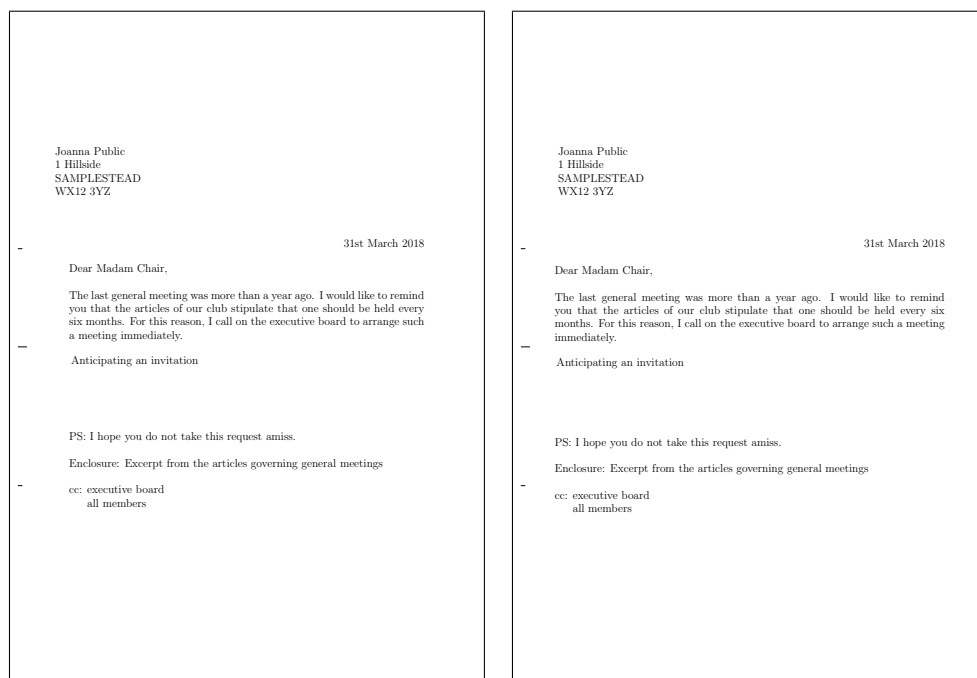 Joanna Public
1 Hillside
SAMPLESTEAD
WX12 3YZ
31st March 2018
Dear Madam Chair,
The last general meeting was more than a year ago. I would like to remind
you that the articles of our club stipulate that one should be held every
six months. For this reason, I call on the executive board to arrange such
a meeting immediately.
Anticipating an invitation
PS: I hope you do not take this request amiss.
Enclosure: Excerpt from the articles governing general meetings
cc: executive board
all members
Joanna Public
1 Hillside
SAMPLESTEAD
WX12 3YZ
31st March 2018
Dear Madam Chair,
The last general meeting was more than a year ago. I would like to remind
you that the articles of our club stipulate that one should be held every six
months. For this reason, I call on the executive board to arrange such a meeting
immediately.
Anticipating an invitation
PS: I hope you do not take this request amiss.
Enclosure: Excerpt from the articles governing general meetings
cc: executive board
all members